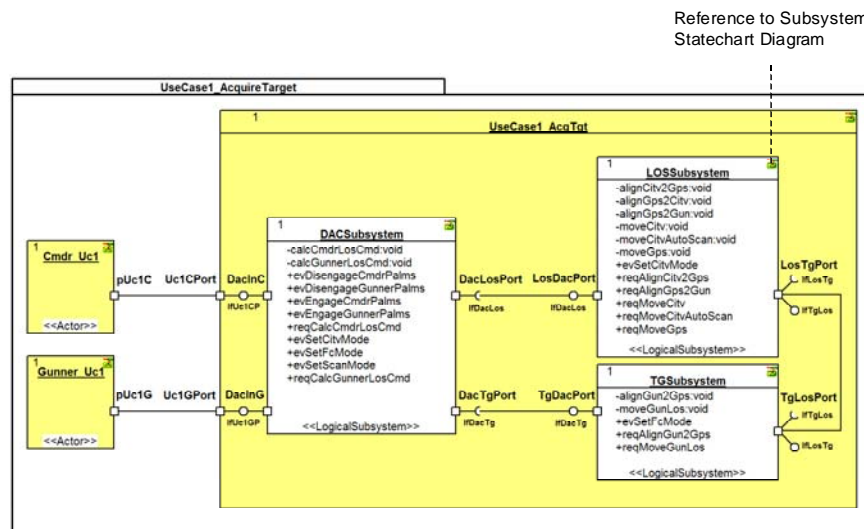 Reference to Subsystem
Statechart Diagram
UseCase1_AcquireTarget
1
UseCase1_AcqTgt
1
LOSSubsystem
-alignCitv2Gps:void
-alignGps2Citv:void
-alignGps2Gun:void
-moveCitv:void
-moveCitvAutoScan:void
-moveGps:void
+evSetCitvMode
+reqAlignCitv2Gps
+reqAlignGps2Gun
+reqMoveCitv
+reqMoveCitvAutoScan
+reqMoveGps
<<LogicalSubsystem>>
1
DACSubsystem
-calcCmdrLosCmd:void
-calcGunnerLosCmd:void
+evDisengageCmdrPalms
+evDisengageGunnerPalms
+evEngageCmdrPalms
+evEngageGunnerPalms
+reqCalcCmdrLosCmd
+evSetCitvMode
+evSetFcMode
+evSetScanMode
+reqCalcGunnerLosCmd
<<LogicalSubsystem>>
1
Cmdr_Uc1
<<Actor>>
pUc1C
Uc1CPort
DacInC
IfUc1CP
DacLosPort
IfDacLos
LosDacPort
IfDacLos
LosTgPort
IfLosTg
IfTgLos
1
Gunner_Uc1
<<Actor>>
pUc1G
Uc1GPort
DacInG
IfUc1GP
DacTgPort
IfDacTg
TgDacPort
IfDacTg
1
TGSubsystem
-alignGun2Gps:void
-moveGunLos:void
+evSetFcMode
+reqAlignGun2Gps
+reqMoveGunLos
<<LogicalSubsystem>>
TgLosPort
IfTgLos
IfLosTg